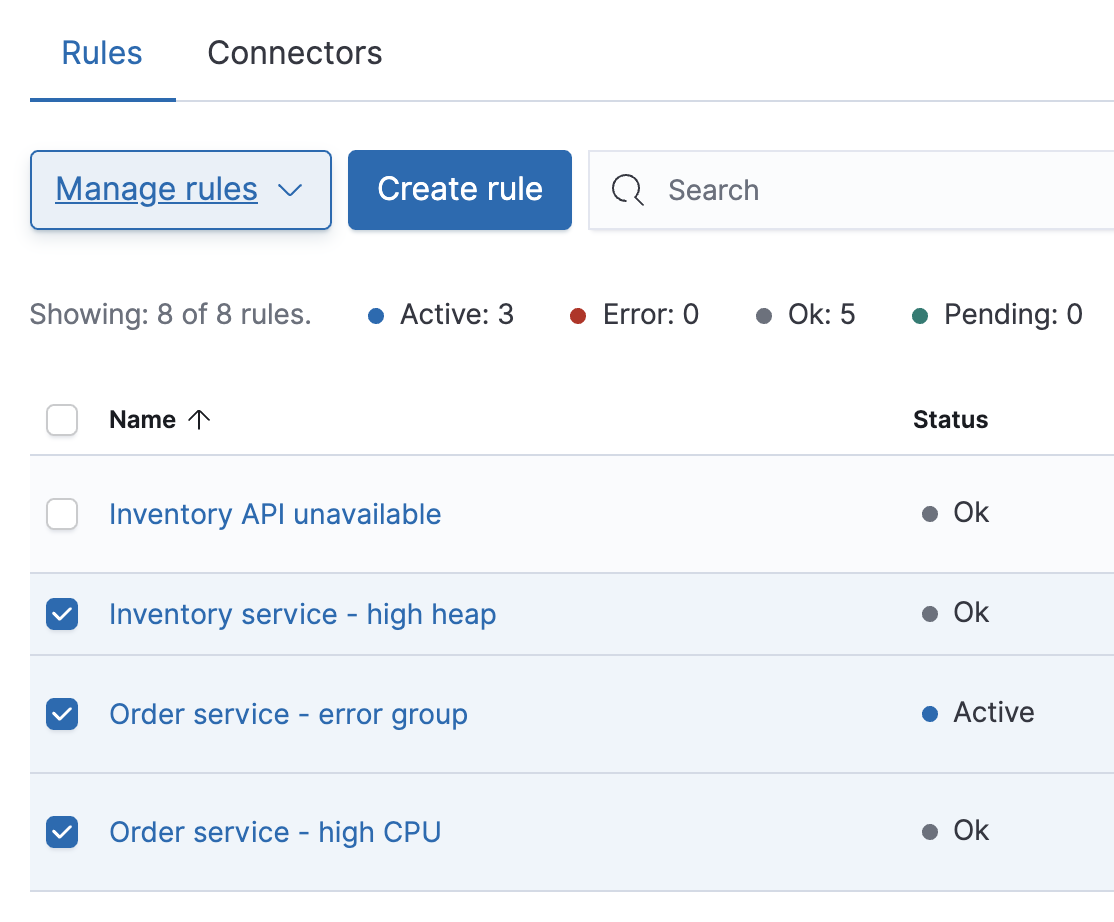 Rules Connectors
Manage rules Create rule Search
Showing: 8 of 8 rules. Active: 3 Error: 0 Ok: 5 Pending: 0
Name Status
Inventory API unavailable Ok
Inventory service - high heap Ok
Order service - error group Active
Order service - high CPU Ok